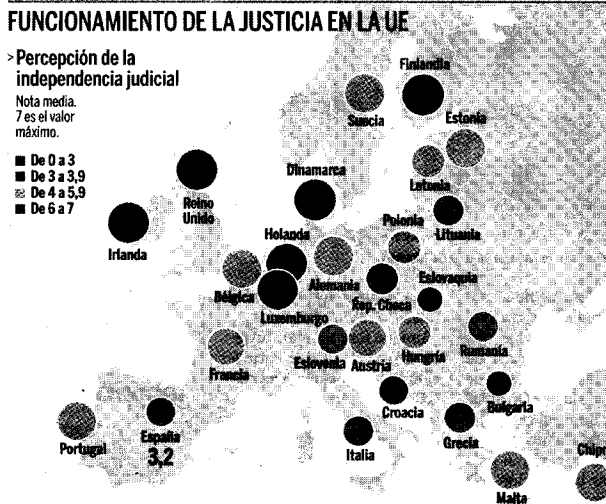 FUNCIONAMIENTO DE LA JUSTICIA EN LA UE
> Percepción de la
independencia judicial
Nota media.
7 es el valor
máximo.
De 0 a 3
De 3 a 3,9
De 4 a 5,9
De 6 a 7
Finlandia
Suecia
Estonia
Letonia
Dinamarca
Reino
Unido
Lituania
Polonia
Irlanda
Holanda
Alemania
Bélgica
Eslovaquia
Rep. Checa
Luxemburgo
Francia
Eslovenia
Austria
Hungría
Rumanía
Croacia
Bulgaria
Portugal
España
3,2
Italia
Grecia
Chipr
Malta